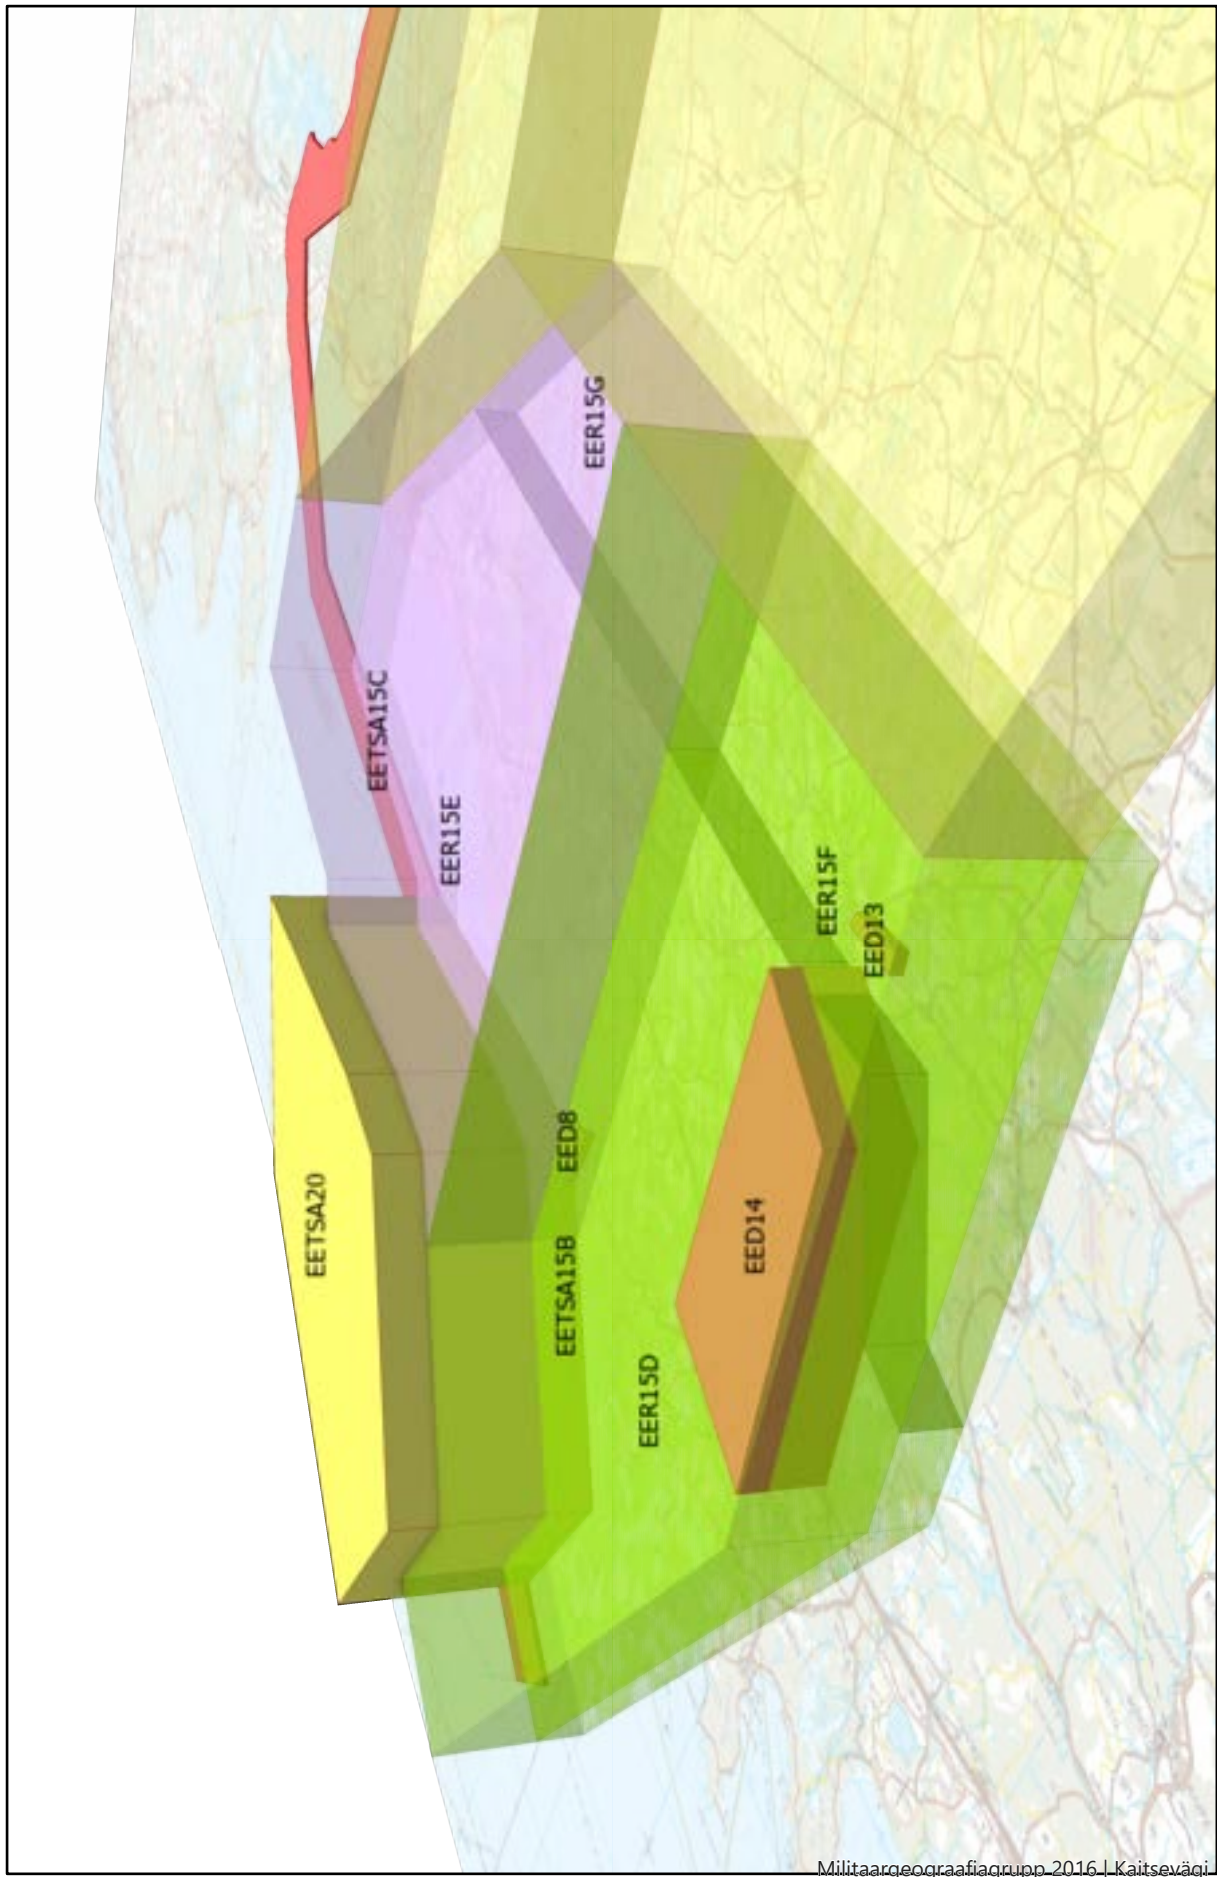 EETSA20
EED8
EETSA15B
EER15D
EED14
EETSA15C
EER15E
EER15F
EED13
EER15G
Militaargeograafiagrupp 2016 | Kaitsevägi